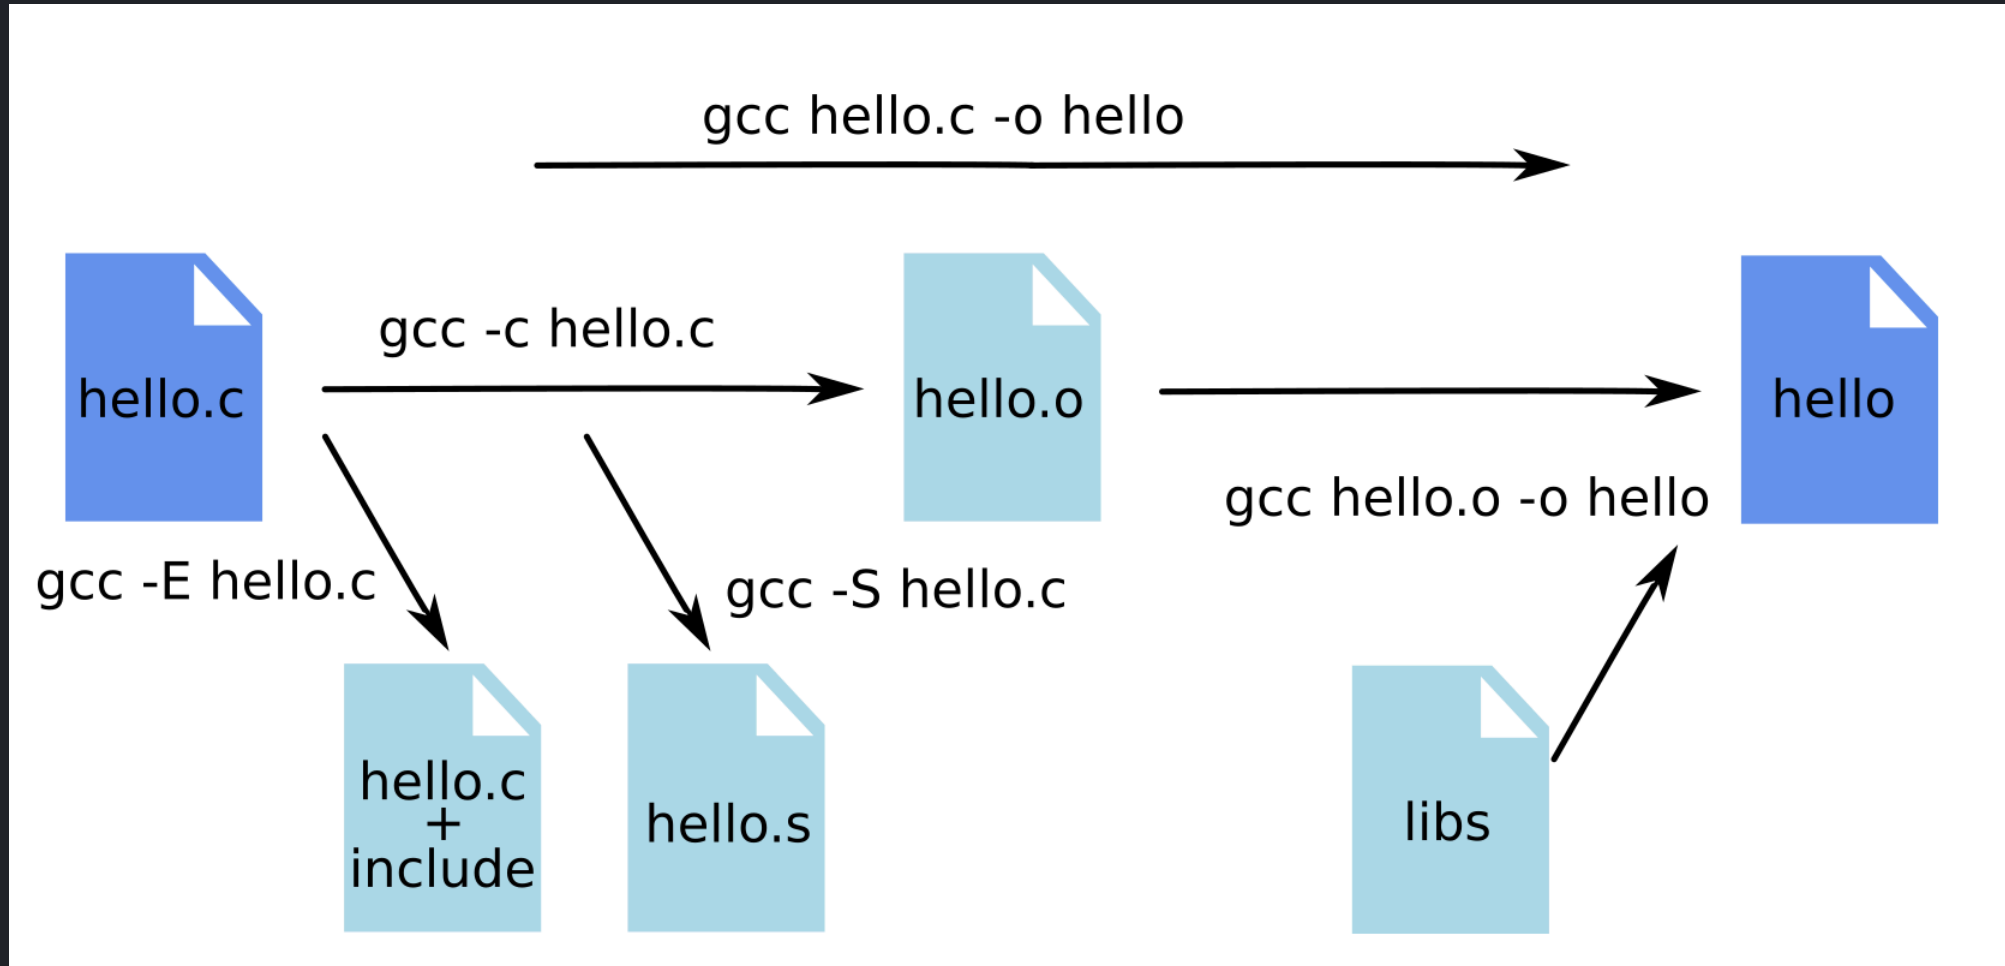 gcc hello.c -o hello
gcc -c hello.c
hello.c
hello.o
hello
gcc hello.o -o hello
gcc -E hello.c
gcc -S hello.c
hello.c
+
include
hello.s
libs